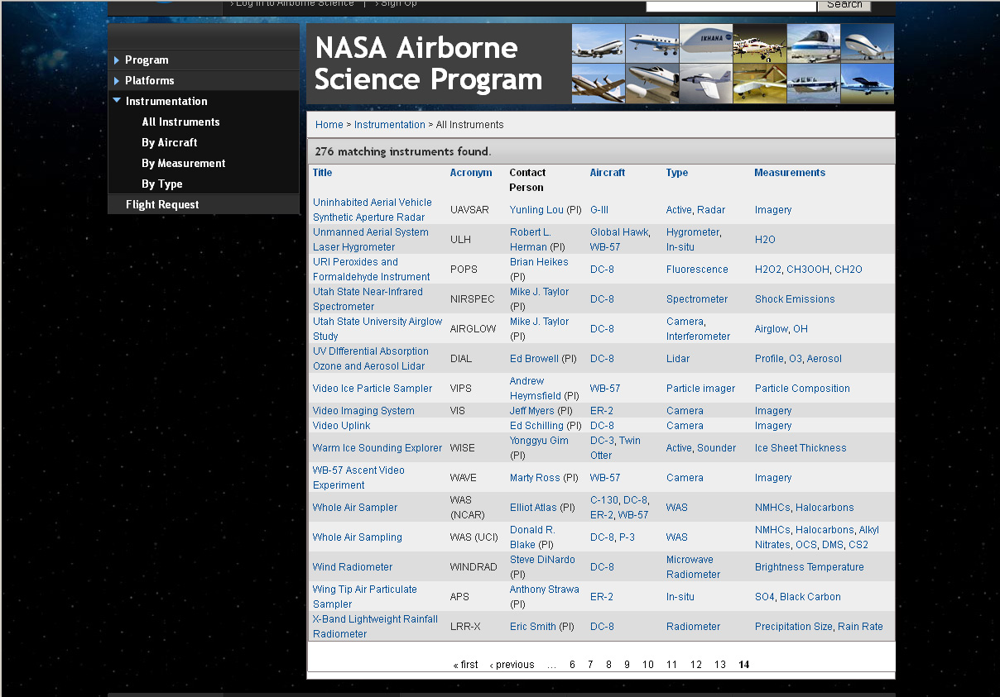 › Log In to Airborne Science | › Sign Up
Search
Program
Platforms
Instrumentation
All Instruments
By Aircraft
By Measurement
By Type
Flight Request
NASA Airborne
Science Program
IKHANA
Home > Instrumentation > All Instruments
276 matching instruments found.
Title Acronym Contact Person Aircraft Type Measurements
Uninhabited Aerial Vehicle Synthetic Aperture Radar UAVSAR Yunling Lou (PI) G-III Active, Radar Imagery
Unmanned Aerial System Laser Hygrometer ULH Robert L. Herman (PI) Global Hawk, WB-57 Hygrometer, In-situ H2O
URI Peroxides and Formaldehyde Instrument POPS Brian Heikes (PI) DC-8 Fluorescence H2O2, CH3OOH, CH2O
Utah State Near-Infrared Spectrometer NIRSPEC Mike J. Taylor (PI) DC-8 Spectrometer Shock Emissions
Utah State University Airglow Study AIRGLOW Mike J. Taylor (PI) DC-8 Camera, Interferometer Airglow, OH
UV DIfferential Absorption Ozone and Aerosol Lidar DIAL Ed Browell (PI) DC-8 Lidar Profile, O3, Aerosol
Video Ice Particle Sampler VIPS Andrew Heymsfield (PI) WB-57 Particle imager Particle Composition
Video Imaging System VIS Jeff Myers (PI) ER-2 Camera Imagery
Video Uplink Ed Schilling (PI) DC-8 Camera Imagery
Warm Ice Sounding Explorer WISE Yonggyu Gim (PI) DC-3, Twin Otter Active, Sounder Ice Sheet Thickness
WB-57 Ascent Video Experiment WAVE Marty Ross (PI) WB-57 Camera Imagery
Whole Air Sampler WAS (NCAR) Elliot Atlas (PI) C-130, DC-8, ER-2, WB-57 WAS NMHCs, Halocarbons
Whole Air Sampling WAS (UCI) Donald R. Blake (PI) DC-8, P-3 WAS NMHCs, Halocarbons, Alkyl Nitrates, OCS, DMS, CS2
Wind Radiometer WINDRAD Steve DiNardo (PI) DC-8 Microwave Radiometer Brightness Temperature
Wing Tip Air Particulate Sampler APS Anthony Strawa (PI) ER-2 In-situ SO4, Black Carbon
X-Band Lightweight Rainfall Radiometer LRR-X Eric Smith (PI) DC-8 Radiometer Precipitation Size, Rain Rate
« first ‹ previous … 6 7 8 9 10 11 12 13 14